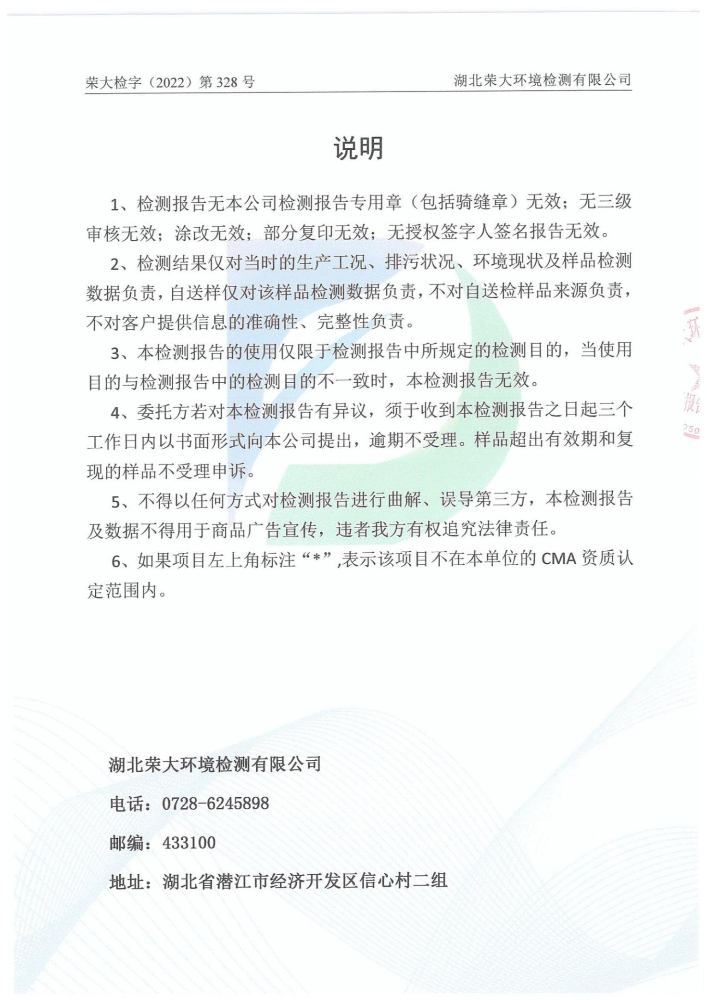 荣大检字（2022）第 328 号
湖北荣大环境检测有限公司
说明
1、检测报告无本公司检测报告专用章（包括骑缝章）无效；无三级
审核无效；涂改无效；部分复印无效；无授权签字人签名报告无效。
2、检测结果仅对当时的生产工况、排污状况、环境现状及样品检测
数据负责，自送样仅对该样品检测数据负责，不对自送检样品来源负责，
不对客户提供信息的准确性、完整性负责。
3、本检测报告的使用仅限于检测报告中所规定的检测目的，当使用
目的与检测报告中的检测目的不一致时，本检测报告无效。
4、委托方若对本检测报告有异议，须于收到本检测报告之日起三个
工作日内以书面形式向本公司提出，逾期不受理。样品超出有效期和复
现的样品不受理申诉。
5、不得以任何方式对检测报告进行曲解、误导第三方，本检测报告
及数据不得用于商品广告宣传，违者我方有权追究法律责任。
6、如果项目左上角标注“*”,表示该项目不在本单位的 CMA 资质认
定范围内。
报告
050
湖北荣大环境检测有限公司
电话：0728-6245898
邮编：433100
地址：湖北省潜江市经济开发区信心村二组